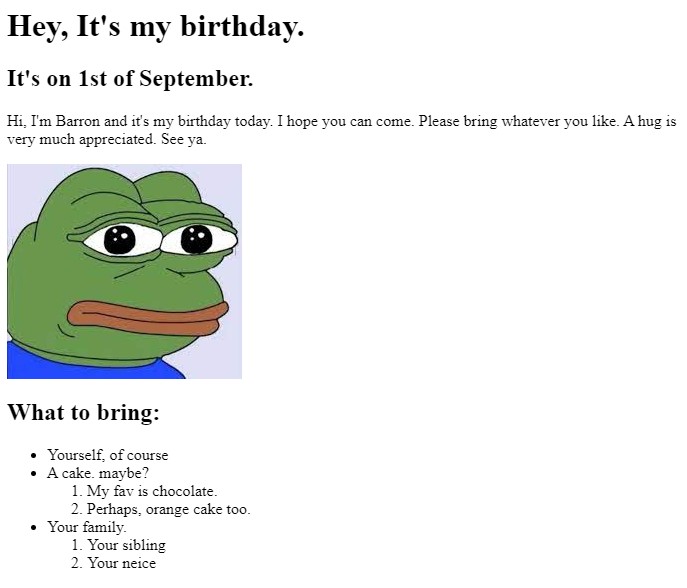 Hey, It's my birthday.
It's on 1st of September.
Hi, I'm Barron and it's my birthday today. I hope you can come. Please bring whatever you like. A hug is
very much appreciated. See ya.
What to bring:
• Yourself, of course
• A cake. maybe?
1. My fav is chocolate.
2. Perhaps, orange cake too.
• Your family.
1. Your sibling
2. Your neice